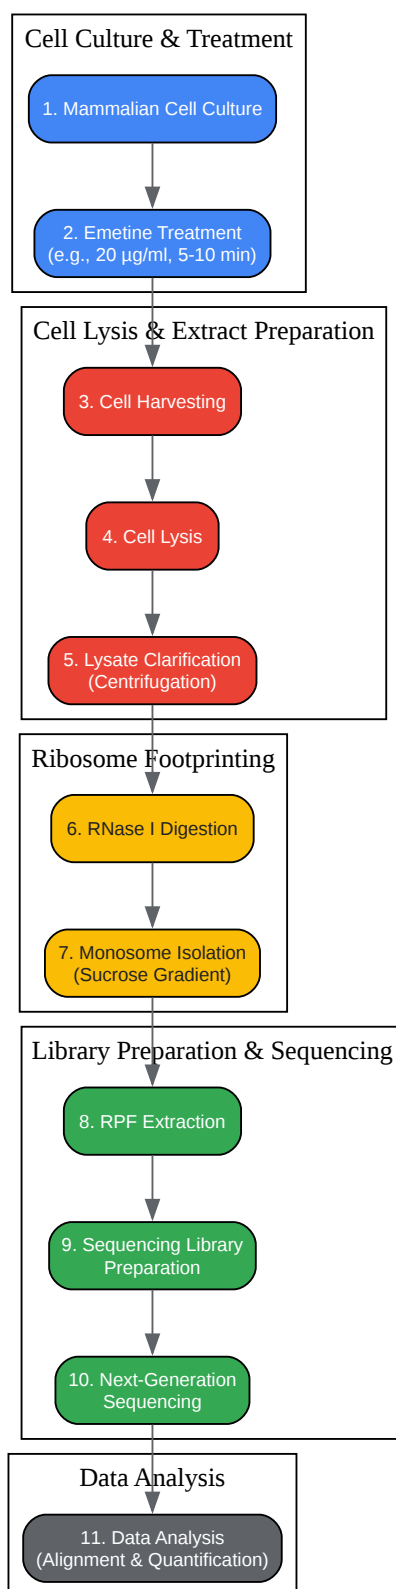 Cell Culture & Treatment
1. Mammalian Cell Culture
2. Emetine Treatment
(e.g., 20 µg/ml, 5-10 min)
Cell Lysis & Extract Preparation
3. Cell Harvesting
4. Cell Lysis
5. Lysate Clarification
(Centrifugation)
Ribosome Footprinting
6. RNase I Digestion
7. Monosome Isolation
(Sucrose Gradient)
Library Preparation & Sequencing
8. RPF Extraction
9. Sequencing Library
Preparation
10. Next-Generation
Sequencing
Data Analysis
11. Data Analysis
(Alignment & Quantification)